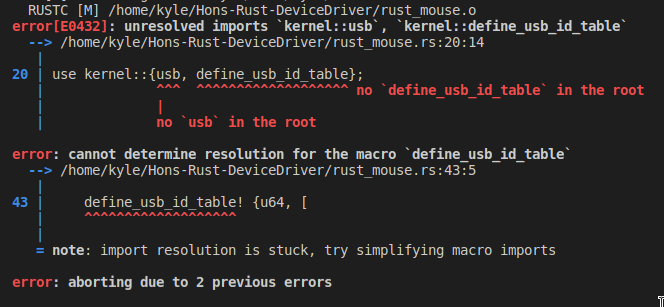 RUSTC [M] /home/kyle/Hons-Rust-DeviceDriver/rust_mouse.o
error[E0432]: unresolved imports `kernel::usb`, `kernel::define_usb_id_table`
--> /home/kyle/Hons-Rust-DeviceDriver/rust_mouse.rs:20:14
|
20 | use kernel::{usb, define_usb_id_table};
| ^^^ ^^^^^^^^^^^^^^^^^^^ no `define_usb_id_table` in the root
| |
| no `usb` in the root
error: cannot determine resolution for the macro `define_usb_id_table`
--> /home/kyle/Hons-Rust-DeviceDriver/rust_mouse.rs:43:5
|
43 | define_usb_id_table! {u64, [
| ^^^^^^^^^^^^^^^^^^^
|
= note: import resolution is stuck, try simplifying macro imports
error: aborting due to 2 previous errors